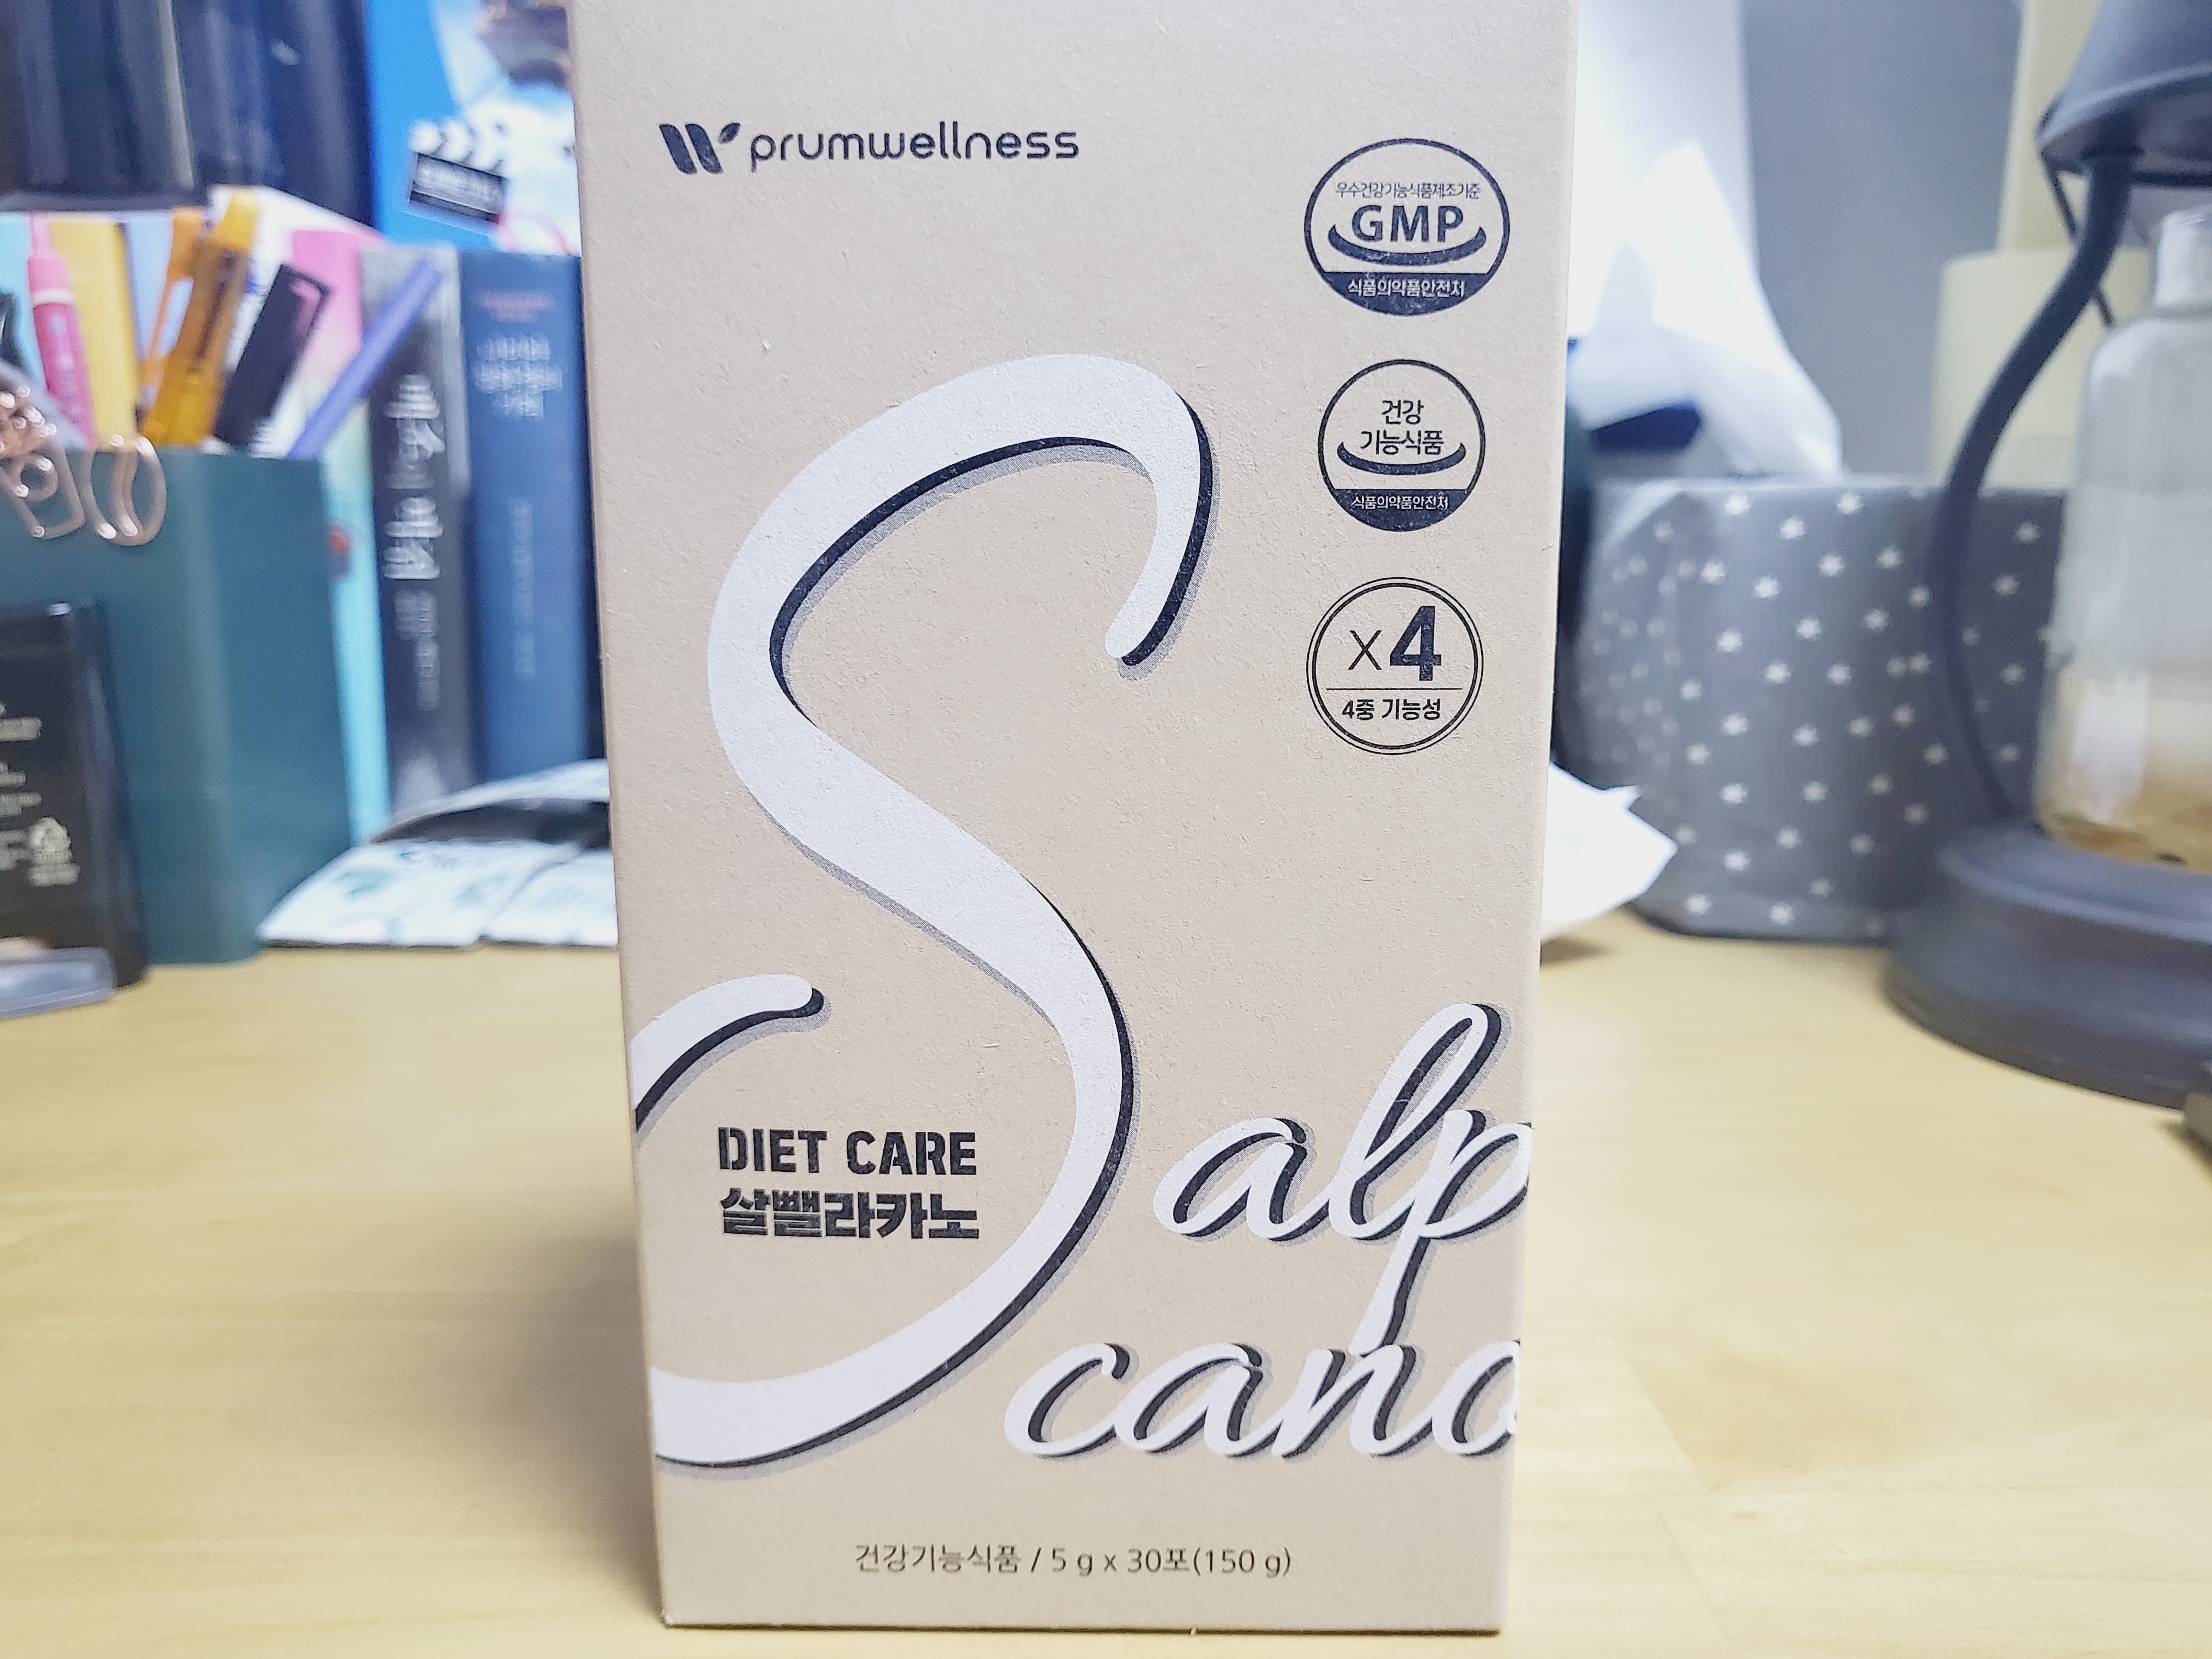 prumwellness
우수건강기능식품제조기준
GMP
식품의약품안전처
건강
기능식품
식품의약품안전처
x4
4중 기능성
Salp
DIET CARE
살뺄라카노
cano
건강기능식품 / 5 g x 30포(150 g)